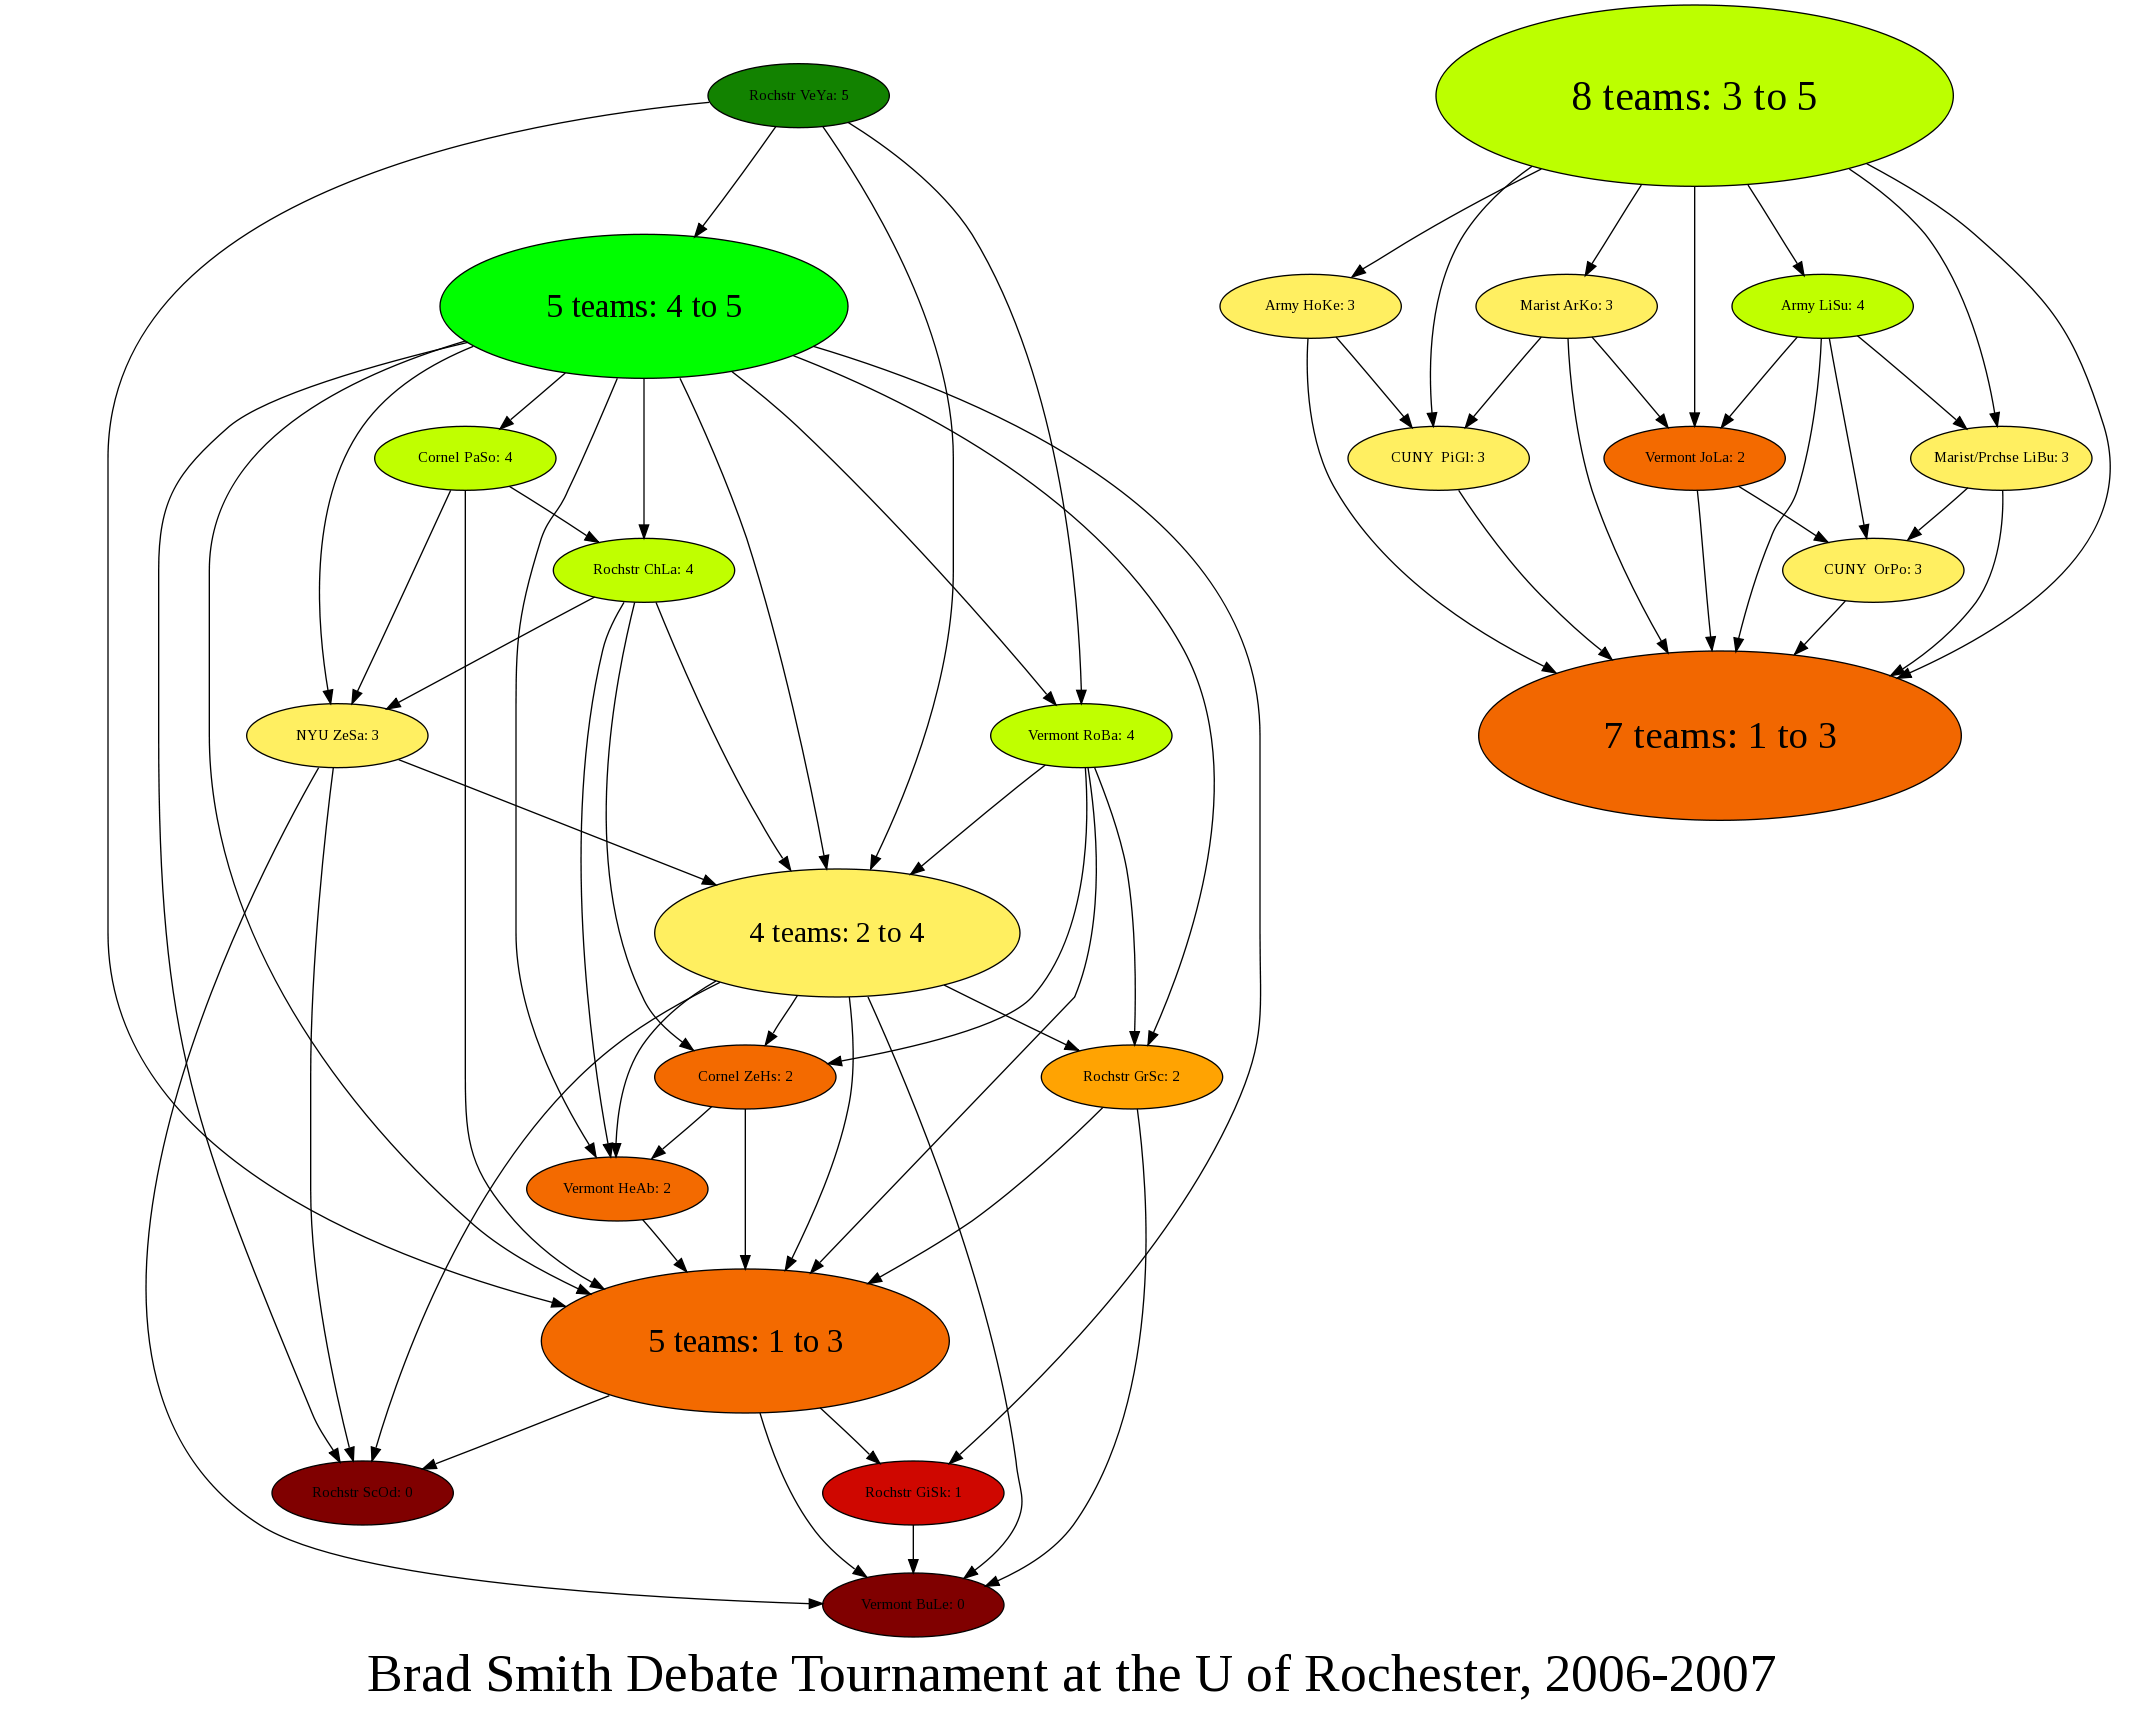 Rochstr VeYa: 5
8 teams: 3 to 5
5 teams: 4 to 5
Army HoKe: 3
Marist ArKo: 3
Army LiSu: 4
Cornel PaSo: 4
CUNY  PiGl: 3
Vermont JoLa: 2
Marist/Prchse LiBu: 3
Rochstr ChLa: 4
CUNY  OrPo: 3
NYU ZeSa: 3
Vermont RoBa: 4
7 teams: 1 to 3
4 teams: 2 to 4
Cornel ZeHs: 2
Rochstr GrSc: 2
Vermont HeAb: 2
5 teams: 1 to 3
Rochstr ScOd: 0
Rochstr GiSk: 1
Vermont BuLe: 0
Brad Smith Debate Tournament at the U of Rochester, 2006-2007